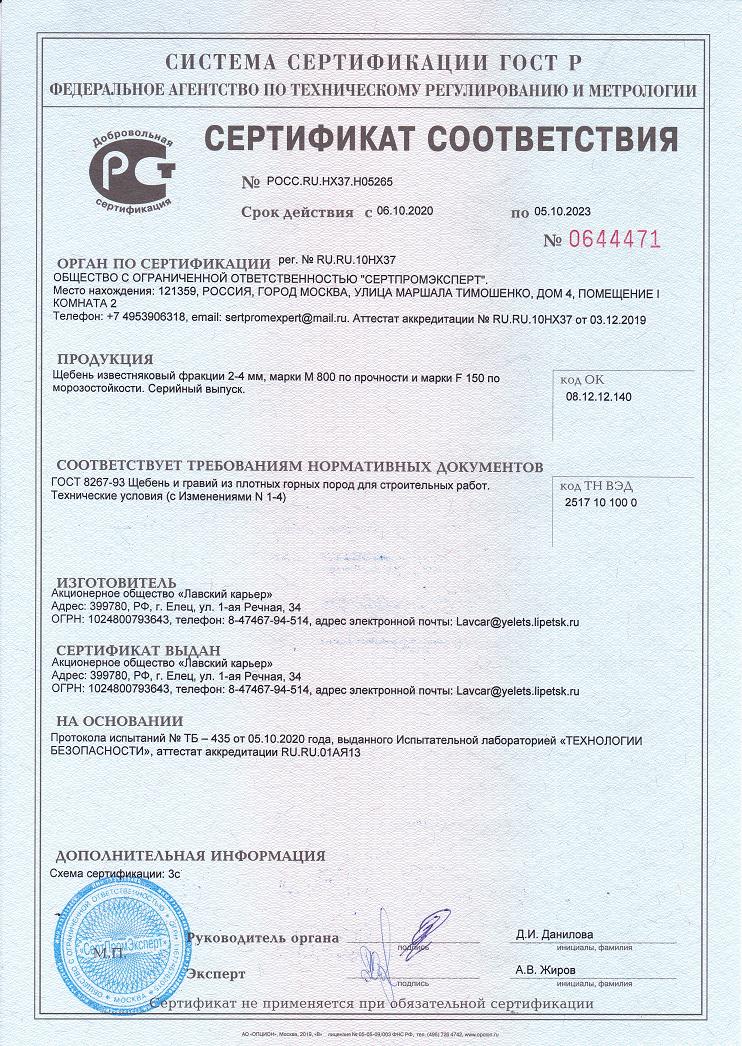 СИСТЕМА СЕРТИФИКАЦИИ ГОСТ Р
ФЕДЕРАЛЬНОЕ АГЕНТСТВО ПО ТЕХНИЧЕСКОМУ РЕГУЛИРОВАНИЮ И МЕТРОЛОГИИ
Добровольная
сертификация
СЕРТИФИКАТ СООТВЕТСТВИЯ
№ РОСС.RU.НХ37.Н05265
Срок действия с 06.10.2020 по 05.10.2023
№ 0644471
ОРГАН ПО СЕРТИФИКАЦИИ рег. № RU.RU.10НХ37
ОБЩЕСТВО С ОГРАНИЧЕННОЙ ОТВЕТСТВЕННОСТЬЮ "СЕРТПРОМЭКСПЕРТ".
Место нахождения: 121359, РОССИЯ, ГОРОД МОСКВА, УЛИЦА МАРШАЛА ТИМОШЕНКО, ДОМ 4, ПОМЕЩЕНИЕ I
КОМНАТА 2
Телефон: +7 4953906318, email: sertpromexpert@mail.ru. Аттестат аккредитации № RU.RU.10НХ37 от 03.12.2019
ПРОДУКЦИЯ
Щебень известняковый фракции 2-4 мм, марки М 800 по прочности и марки F 150 по
морозостойкости. Серийный выпуск.
код ОК
08.12.12.140
СООТВЕТСТВУЕТ ТРЕБОВАНИЯМ НОРМАТИВНЫХ ДОКУМЕНТОВ
ГОСТ 8267-93 Щебень и гравий из плотных горных пород для строительных работ.
Технические условия (с Изменениями N 1-4)
код ТН ВЭД
2517 10 100 0
ИЗГОТОВИТЕЛЬ
Акционерное общество «Лавский карьер»
Адрес: 399780, РФ, г. Елец, ул. 1-ая Речная, 34
ОГРН: 1024800793643, телефон: 8-47467-94-514, адрес электронной почты: Lavcar@yelets.lipetsk.ru
СЕРТИФИКАТ ВЫДАН
Акционерное общество «Лавский карьер»
Адрес: 399780, РФ, г. Елец, ул. 1-ая Речная, 34
ОГРН: 1024800793643, телефон: 8-47467-94-514, адрес электронной почты: Lavcar@yelets.lipetsk.ru
НА ОСНОВАНИИ
Протокола испытаний № ТБ – 435 от 05.10.2020 года, выданного Испытательной лабораторией «ТЕХНОЛОГИИ
БЕЗОПАСНОСТИ», аттестат аккредитации RU.RU.01АЯ13
ДОПОЛНИТЕЛЬНАЯ ИНФОРМАЦИЯ
Схема сертификации: 3с
«СертПромЭксперт»
МОСКВА
М.П.
Руководитель органа
подпись
Д.И. Данилова
инициалы, фамилия
Эксперт
подпись
А.В. Жиров
инициалы, фамилия
Сертификат не применяется при обязательной сертификации
АО «ОПЦИОН», Москва, 2019, «В» лицензия № 05-05-09/003 ФНС РФ, тел. (495) 726 4742, www.opcion.ru